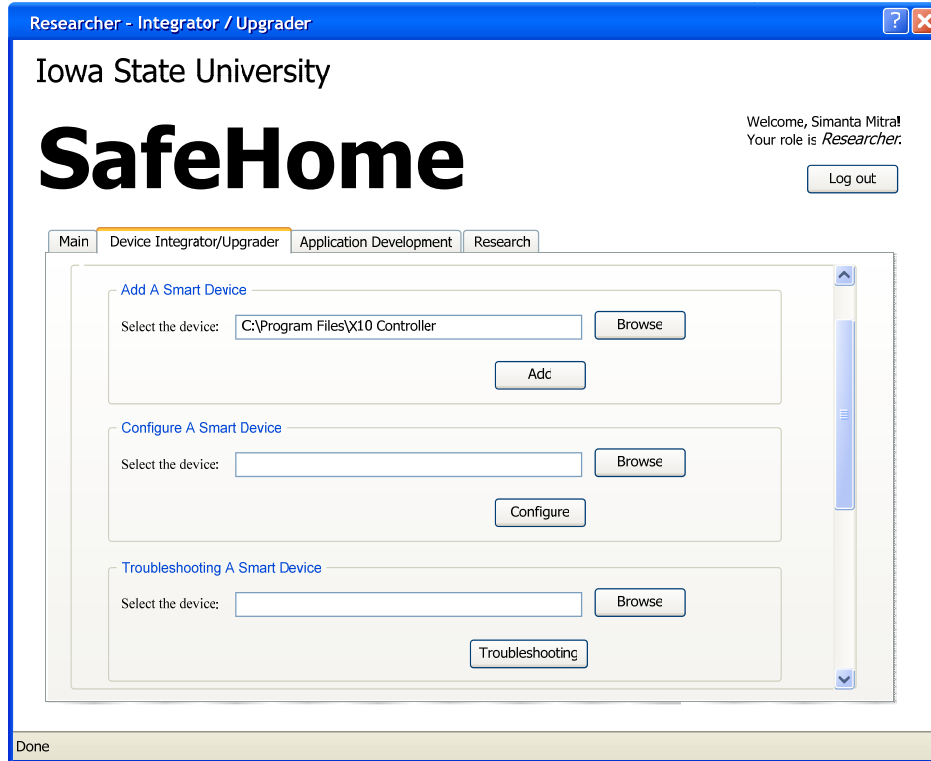 Researcher - Integrator / Upgrader
Iowa State University
SafeHome
Welcome, Simanta Mitra!
Your role is Researcher.
Log out
Main Device Integrator/Upgrader Application Development Research
Add A Smart Device
Select the device: C:\Program Files\X10 Controller Browse
Add
Configure A Smart Device
Select the device: Browse
Configure
Troubleshooting A Smart Device
Select the device: Browse
Troubleshooting
Done